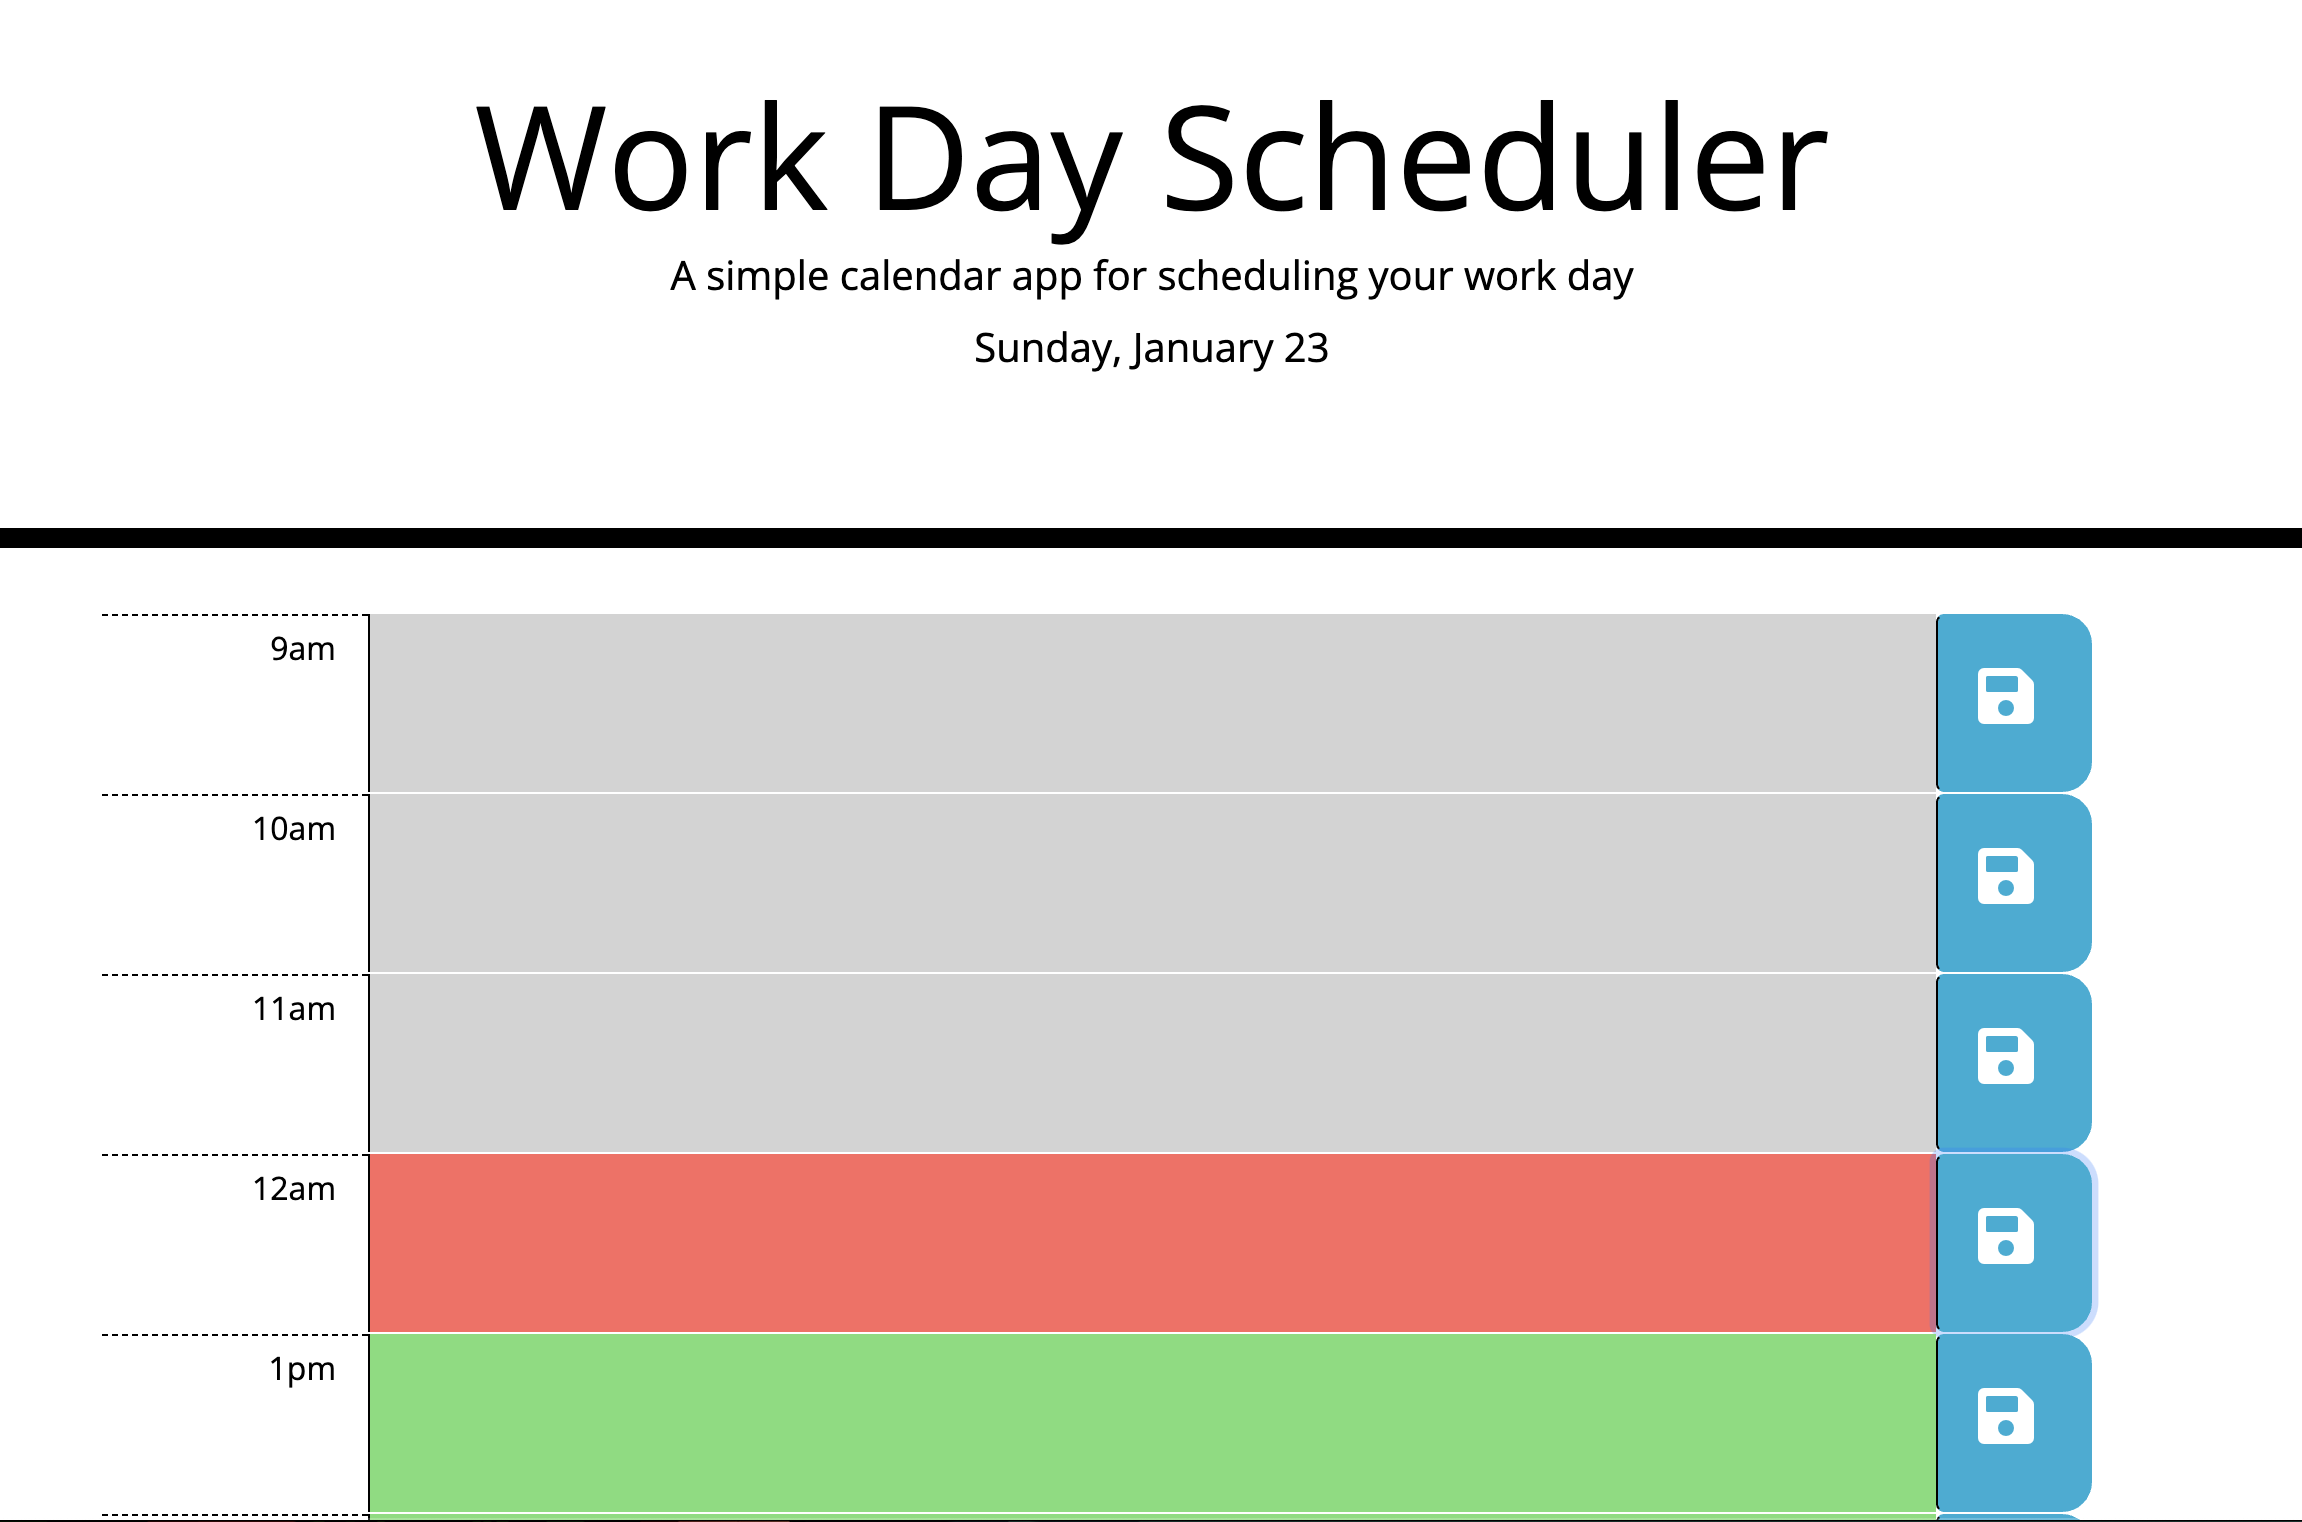 Work Day Scheduler
A simple calendar app for scheduling your work day
Sunday, January 23
9am
10am
11am
12am
1pm